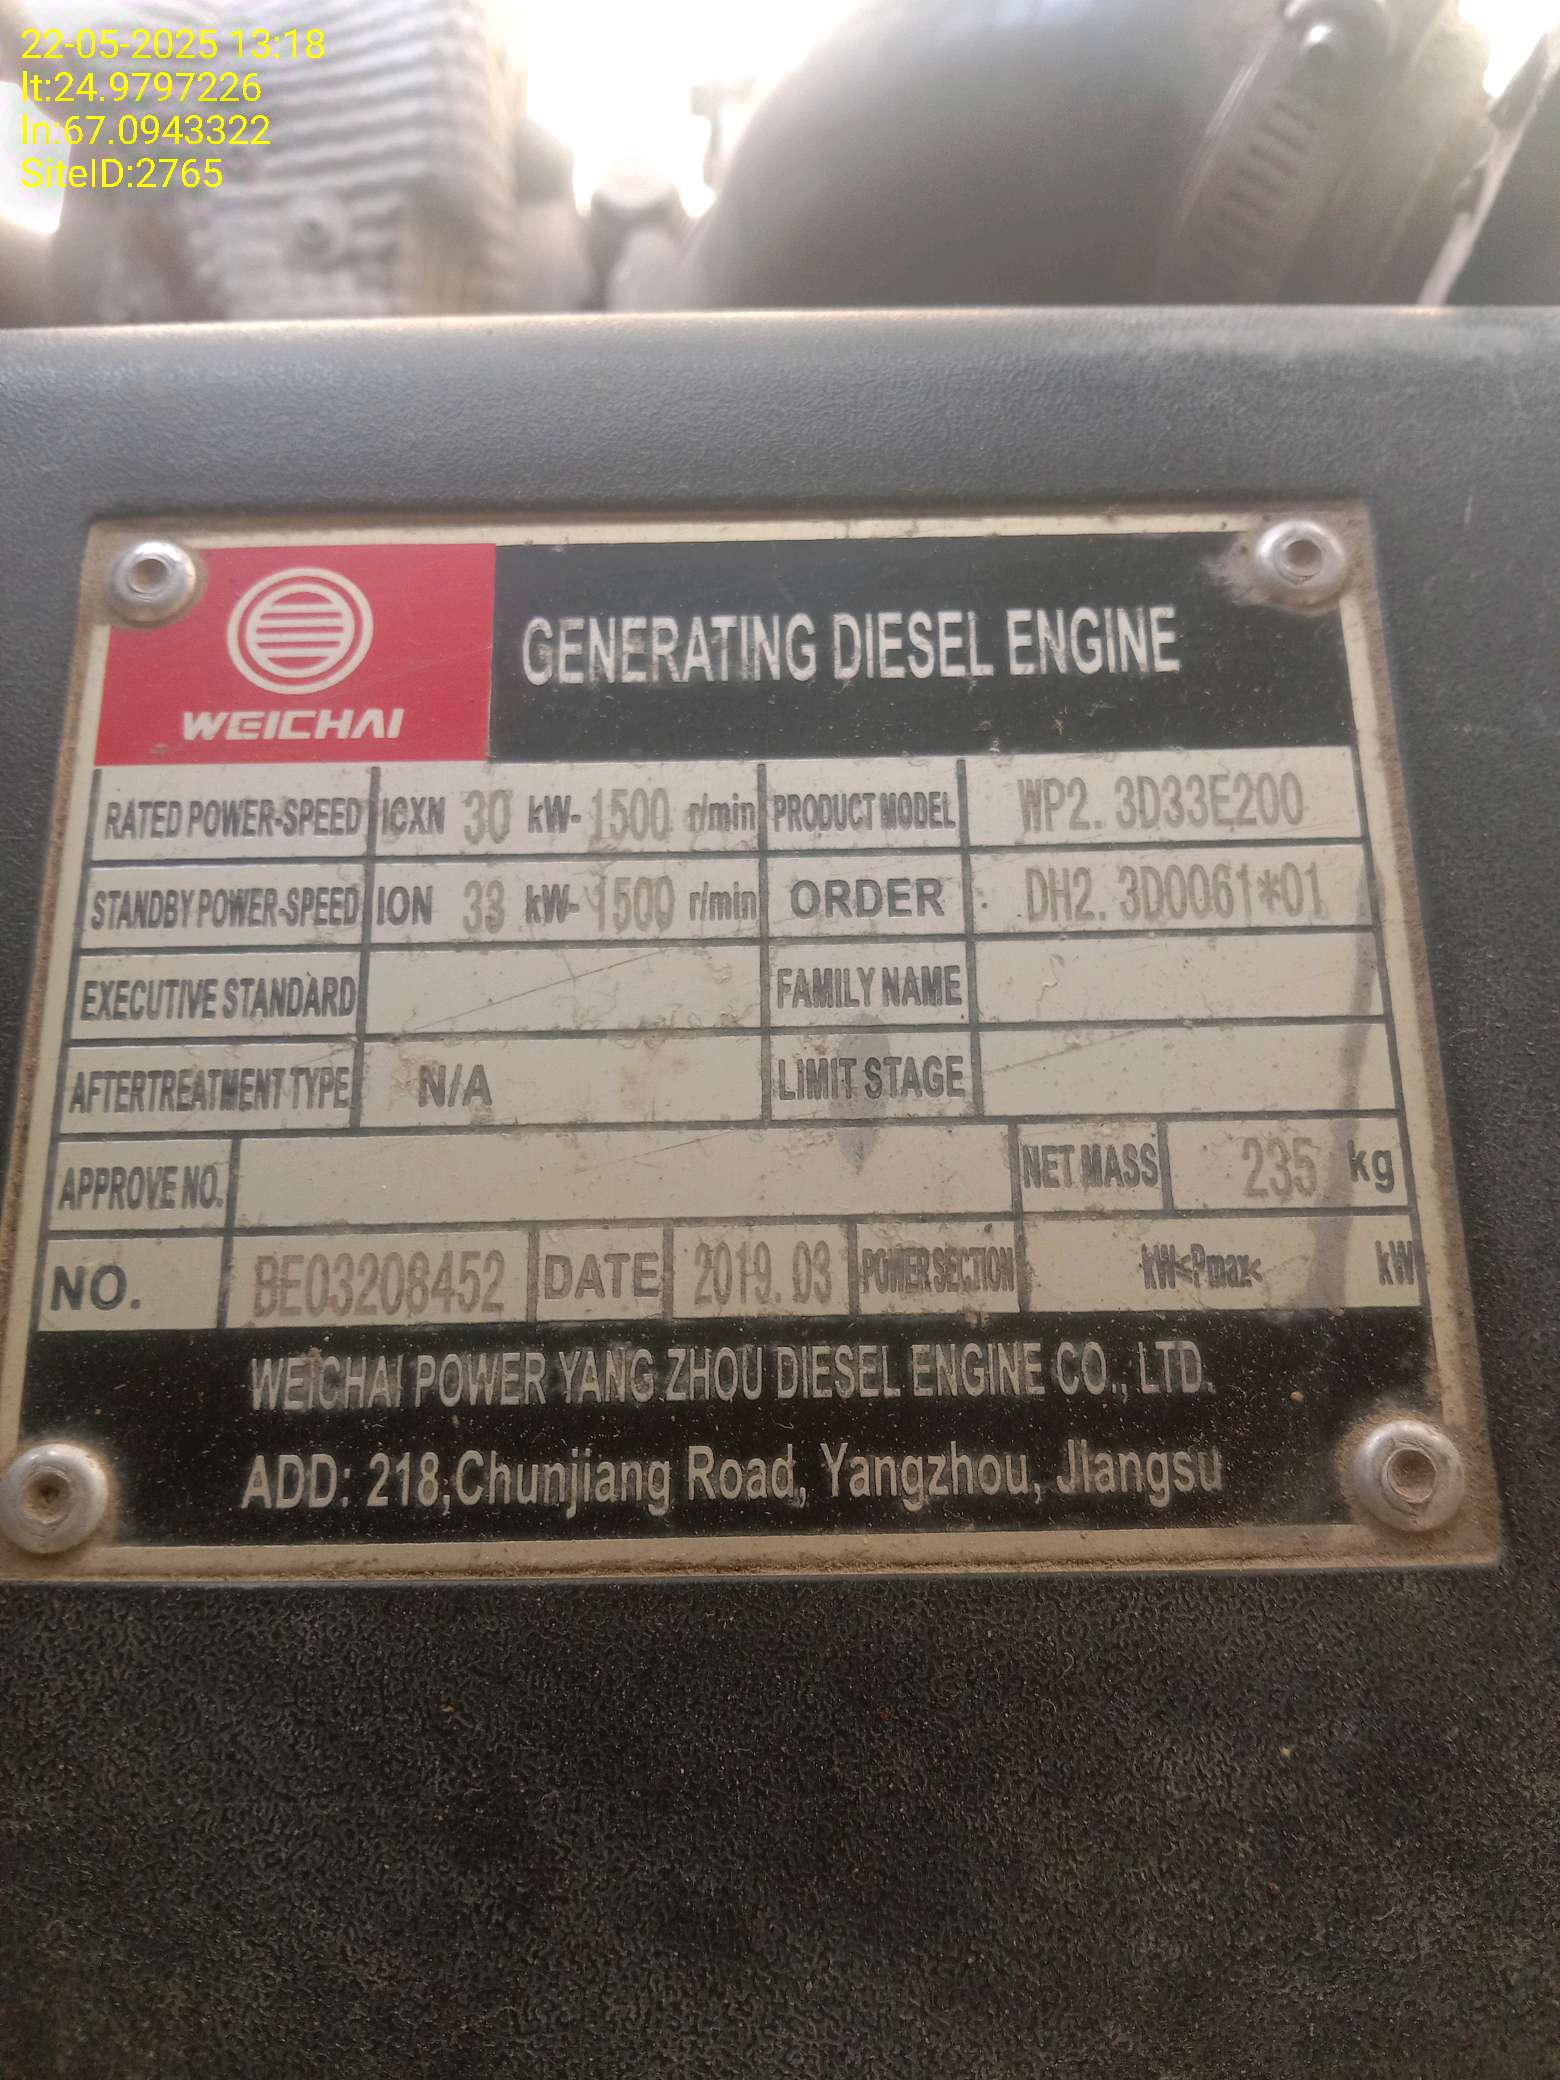 22-05-2025 13:18
lt:24.9797226
ln:67.0943322
SiteID:2765
WEICHAI
GENERATING DIESEL ENGINE
RATED POWER-SPEED ICXN 30 kW- 1500 r/min PRODUCT MODEL WP2.3D33E200
STANDBY POWER-SPEED ION 33 kW- 1500 r/min ORDER DH2.3D0061*01
EXECUTIVE STANDARD FAMILY NAME
AFTERTREATMENT TYPE N/A LIMIT STAGE
APPROVE NO. NET MASS 235 kg
NO. BE03208452 DATE 2019.03 POWER SECTION kW<Pmax< kW
WEICHAI POWER YANG ZHOU DIESEL ENGINE CO., LTD.
ADD: 218,Chunjiang Road, Yangzhou, Jiangsu